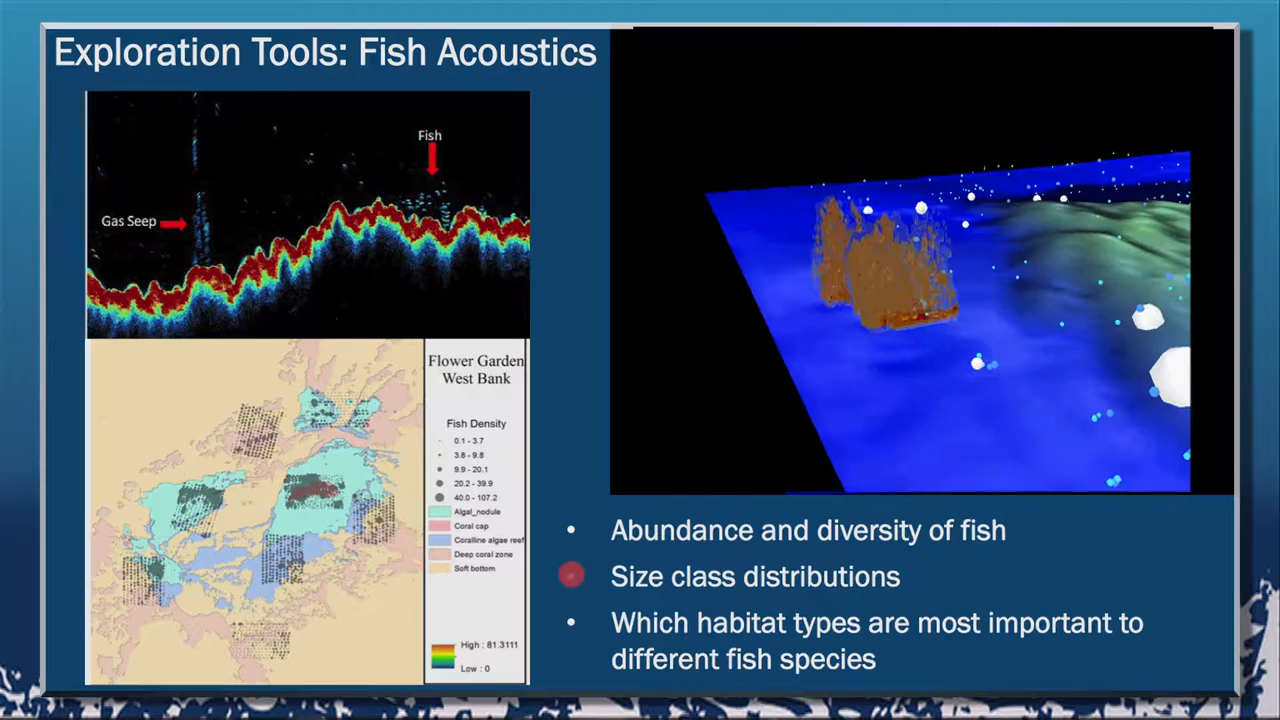 Exploration Tools: Fish Acoustics
Fish
Gas Seep
Flower Garden
West Bank
Fish Density
0.1 - 3.7
3.8 - 9.8
9.9 - 20.1
20.2 - 39.9
40.0 - 107.2
Algal_nodule
Coral cap
Coralline algae reef
Deep coral zone
Soft bottom
High : 81.3111
Low : 0
• Abundance and diversity of fish
Size class distributions
• Which habitat types are most important to
different fish species